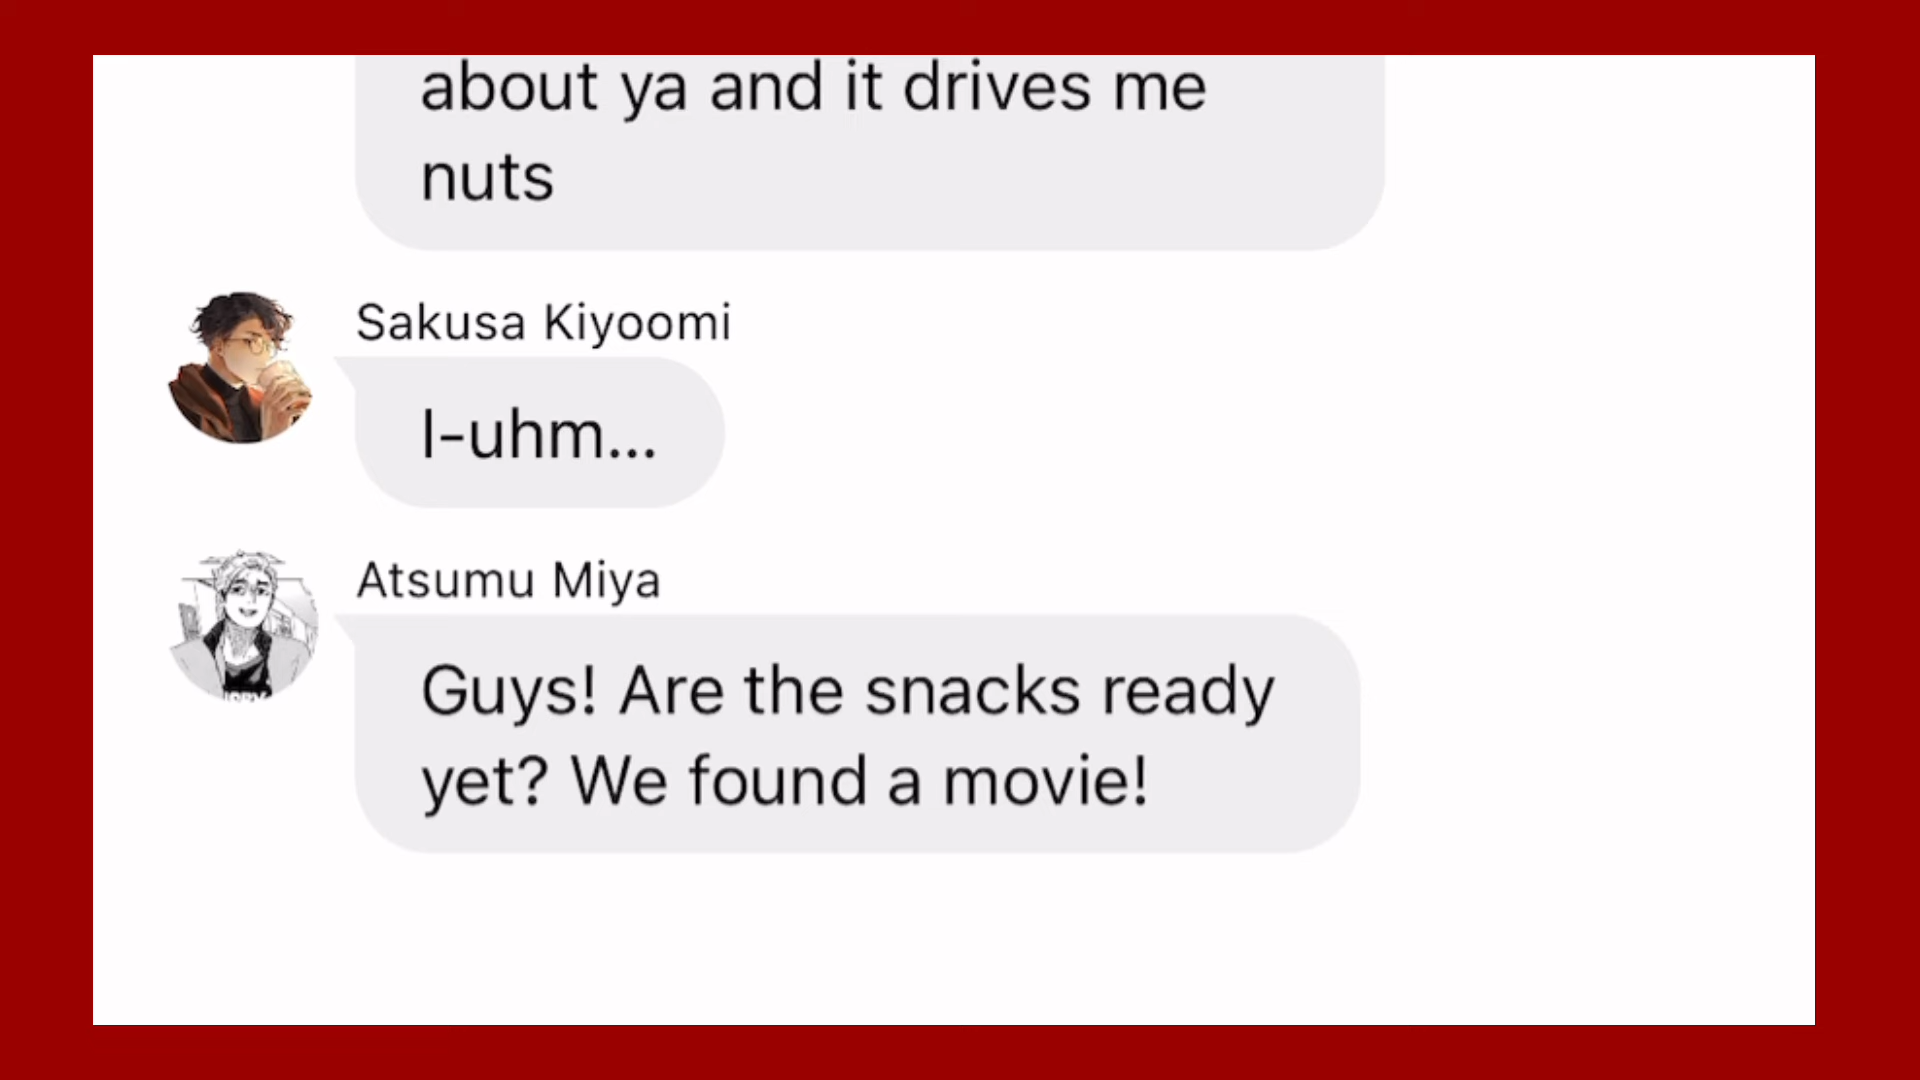 about ya and it drives me
nuts
Sakusa Kiyoomi
I-uhm...
Atsumu Miya
Guys! Are the snacks ready
yet? We found a movie!